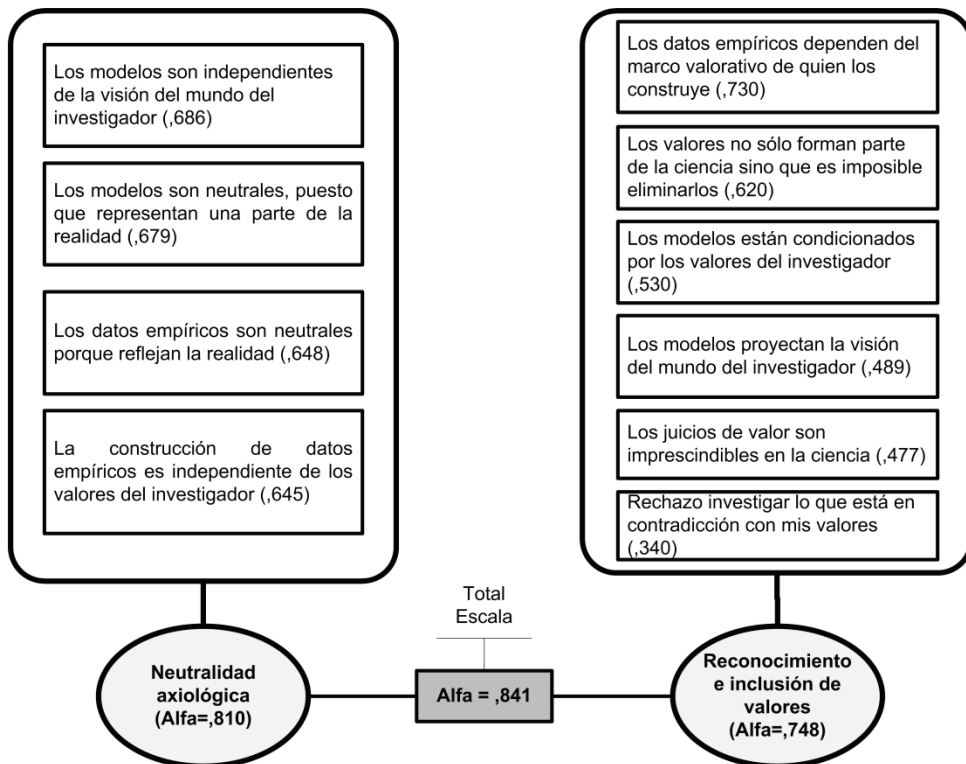 Los modelos son independientes
de la visión del mundo del
investigador (,686)
Los modelos son neutrales, puesto
que representan una parte de la
realidad (,679)
Los datos empíricos son neutrales
porque reflejan la realidad (,648)
La construcción de datos
empíricos es independiente de los
valores del investigador (,645)
Neutralidad
axiológica
(Alfa=,810)
Total
Escala
Alfa = ,841
Los datos empíricos dependen del
marco valorativo de quien los
construye (,730)
Los valores no sólo forman parte
de la ciencia sino que es imposible
eliminarlos (,620)
Los modelos están condicionados
por los valores del investigador
(,530)
Los modelos proyectan la visión
del mundo del investigador (,489)
Los juicios de valor son
imprescindibles en la ciencia (,477)
Rechazo investigar lo que está en
contradicción con mis valores
(,340)
Reconocimiento
e inclusión de
valores
(Alfa=,748)